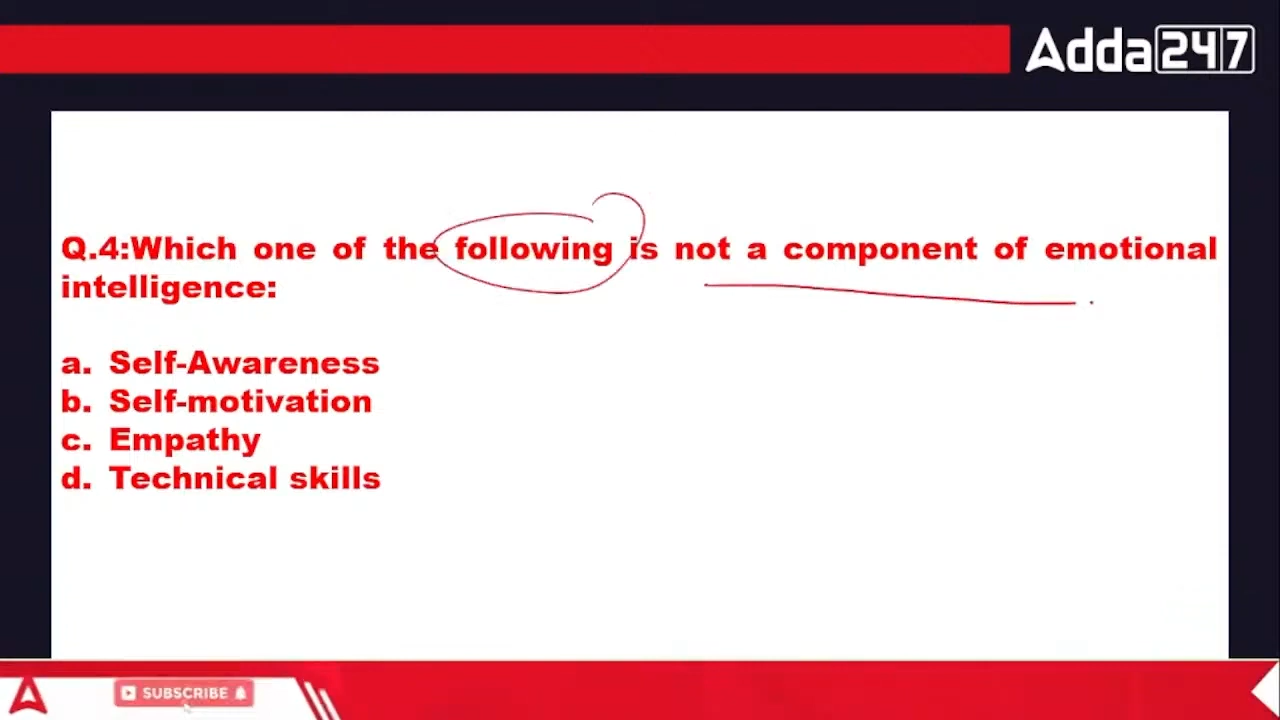 Adda247
Q.4:Which one of the following is not a component of emotional
intelligence:
a. Self-Awareness
b. Self-motivation
c. Empathy
d. Technical skills
SUBSCRIBE